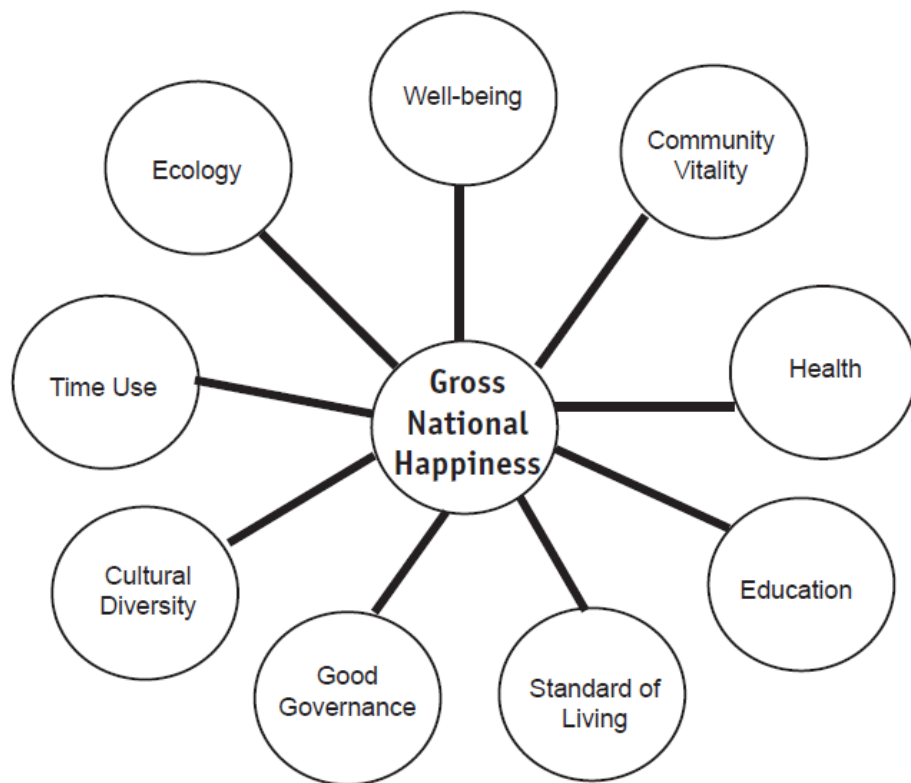 Well-being
Community
Vitality
Ecology
Health
Time Use
Gross
National
Happiness
Cultural
Diversity
Education
Good
Governance
Standard of
Living